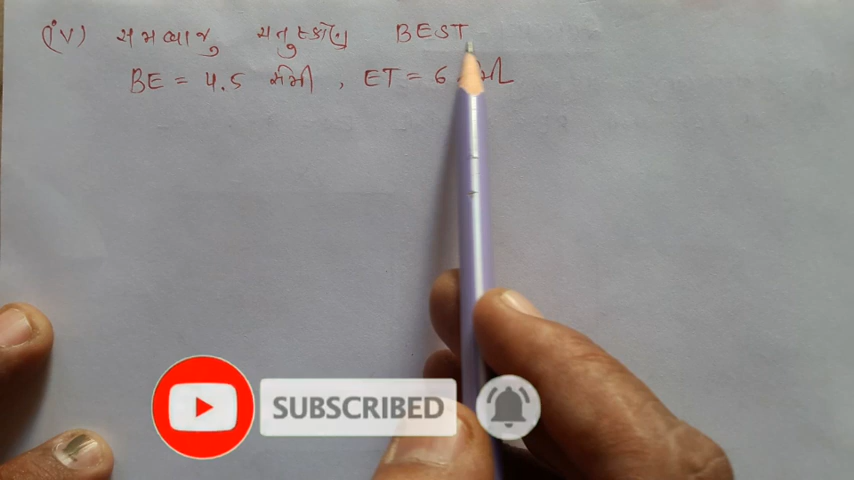 (iv) સમબાજુ ચતુષ્કોણ BEST
BE = 4.5 સેમી , ET = 6 સેમી
SUBSCRIBED